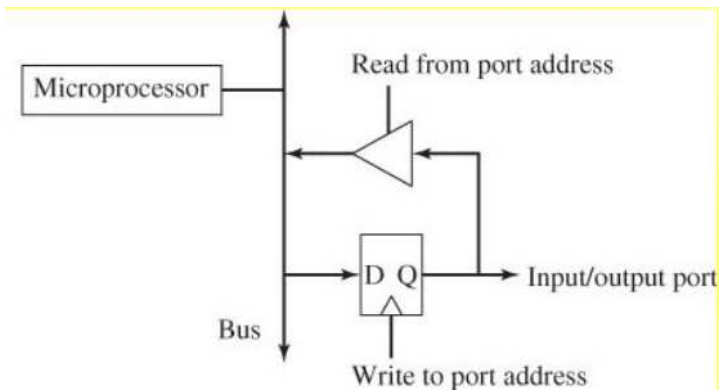 Read from port address
Microprocessor
D Q
Input/output port
Bus
Write to port address